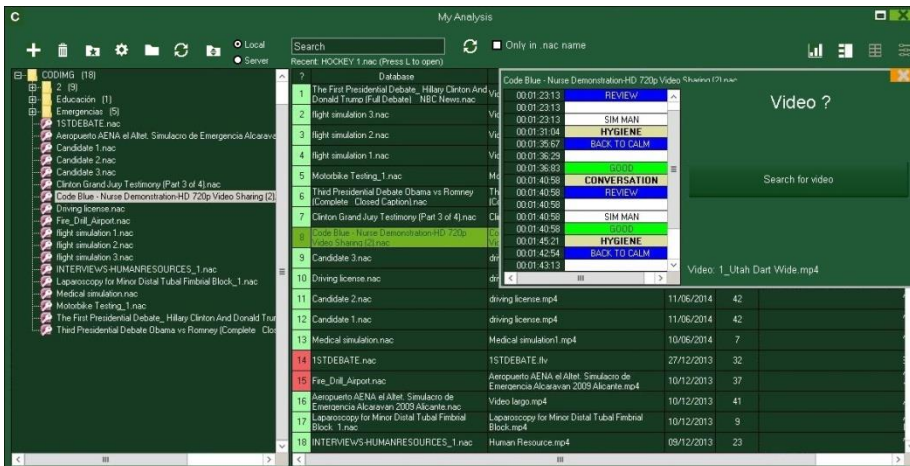 C
My Analysis
Local
Server
Search
Only in .nac name
Recent: HOCKEY 1.nac (Press L to open)
CODIMG (18)
2 (9)
Educación (1)
Emergencias (5)
1STDEBATE.nac
Aeropuerto AENA el Altet. Simulacro de Emergencia Alcarava
Candidate 1.nac
Candidate 2.nac
Candidate 3.nac
Clinton Grand Jury Testimony (Part 3 of 4).nac
Code Blue - Nurse Demonstration-HD 720p Video Sharing (2).
Driving license.nac
Fire_Drill_Airport.nac
flight simulation 1.nac
flight simulation 2.nac
flight simulation 3.nac
INTERVIEWS-HUMANRESOURCES_1.nac
Laparoscopy for Minor Distal Tubal Fimbrial Block_1.nac
Medical simulation.nac
Motorbike Testing_1.nac
The First Presidential Debate_ Hillary Clinton And Donald Trur
Third Presidential Debate Obama vs Romney (Complete Clo
? Database
1 The First Presidential Debate_ Hillary Clinton And
Donald Trump (Full Debate) NBC News.nac
2 flight simulation 3.nac
3 flight simulation 2.nac
4 flight simulation 1.nac
5 Motorbike Testing_1.nac
6 Third Presidential Debate Obama vs Romney
(Complete Closed Caption).nac
7 Clinton Grand Jury Testimony (Part 3 of 4).nac
8 Code Blue - Nurse Demonstration-HD 720p
Video Sharing (2).nac
9 Candidate 3.nac
10 Driving license.nac
11 Candidate 2.nac driving license.mp4 11/06/2014 42
12 Candidate 1.nac driving license.mp4 11/06/2014 42
13 Medical simulation.nac Medical simulation1.mp4 10/06/2014 7
14 1STDEBATE.nac 1STDEBATE.flv 27/12/2013 32
15 Fire_Drill_Airport.nac Aeropuerto AENA el Altet. Simulacro de
Emergencia Alcaravan 2009 Alicante.mp4 10/12/2013 37
16 Aeropuerto AENA el Altet. Simulacro de
Emergencia Alcaravan 2009 Alicante.nac Video largo.mp4 10/12/2013 41
17 Laparoscopy for Minor Distal Tubal Fimbrial
Block_1.nac Laparoscopy for Minor Distal Tubal Fimbrial
Block.mp4 10/12/2013 9
18 INTERVIEWS-HUMANRESOURCES_1.nac Human Resource.mp4 09/12/2013 23
Code Blue - Nurse Demonstration-HD 720p Video Sharing (2).nac
00:01:23:13 REVIEW
00:01:23:13
00:01:23:13 SIM MAN
00:01:31:04 HYGIENE
00:01:35:67 BACK TO CALM
00:01:36:29
00:01:36:83 GOOD
00:01:40:58 CONVERSATION
00:01:40:58 REVIEW
00:01:40:58
00:01:40:58 SIM MAN
00:01:40:58 GOOD
00:01:45:21 HYGIENE
00:01:42:54 BACK TO CALM
00:01:43:13
Video ?
Search for video
Video: 1_Utah Dart Wide.mp4